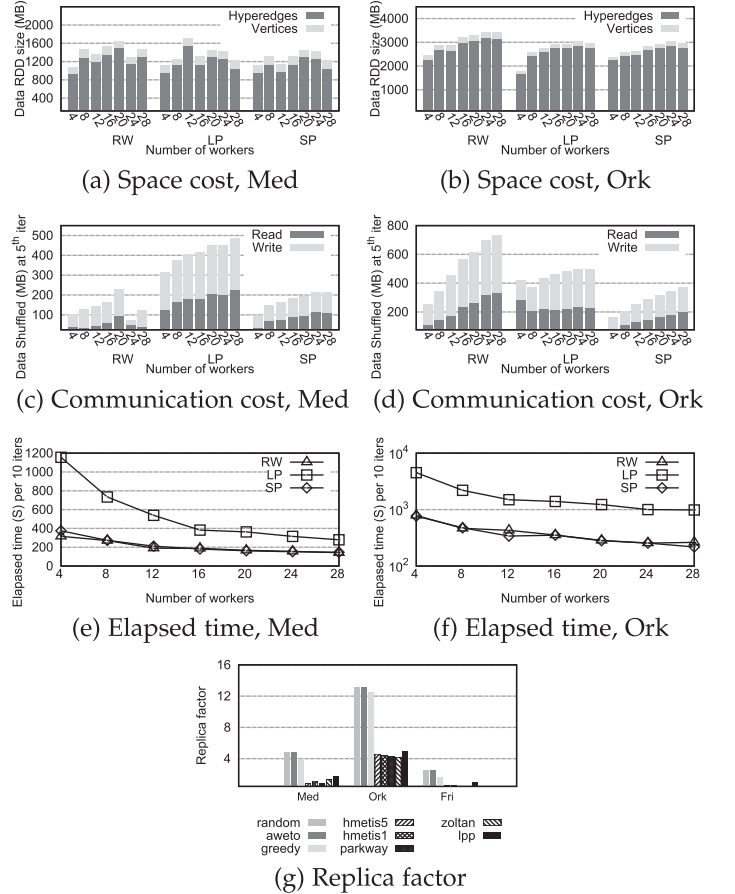 Data RDD size (MB)
2000
1600
1200
800
400
Hyperedges
Vertices
4 8 12 16 20 24 28 4 8 12 16 20 24 28 4 8 12 16 20 24 28
RW LP SP
Number of workers
(a) Space cost, Med
Data RDD size (MB)
4000
3000
2000
1000
Hyperedges
Vertices
4 8 12 16 20 24 28 4 8 12 16 20 24 28 4 8 12 16 20 24 28
RW LP SP
Number of workers
(b) Space cost, Ork
Data Shuffled (MB) at 5th iter
500
400
300
200
100
Read
Write
4 8 12 16 20 24 28 4 8 12 16 20 24 28 4 8 12 16 20 24 28
RW LP SP
Number of workers
(c) Communication cost, Med
Data Shuffled (MB) at 5th iter
800
600
400
200
Read
Write
4 8 12 16 20 24 28 4 8 12 16 20 24 28 4 8 12 16 20 24 28
RW LP SP
Number of workers
(d) Communication cost, Ork
Elapased time (S) per 10 iters
1200
1000
800
600
400
200
0
RW
LP
SP
4 8 12 16 20 24 28
Number of workers
(e) Elapsed time, Med
Elapased time (S) per 10 iters
10^4
10^3
10^2
RW
LP
SP
4 8 12 16 20 24 28
Number of workers
(f) Elapsed time, Ork
Replica factor
16
12
8
4
Med Ork Fri
random hmetis5 zoltan
aweto hmetis1 lpp
greedy parkway
(g) Replica factor